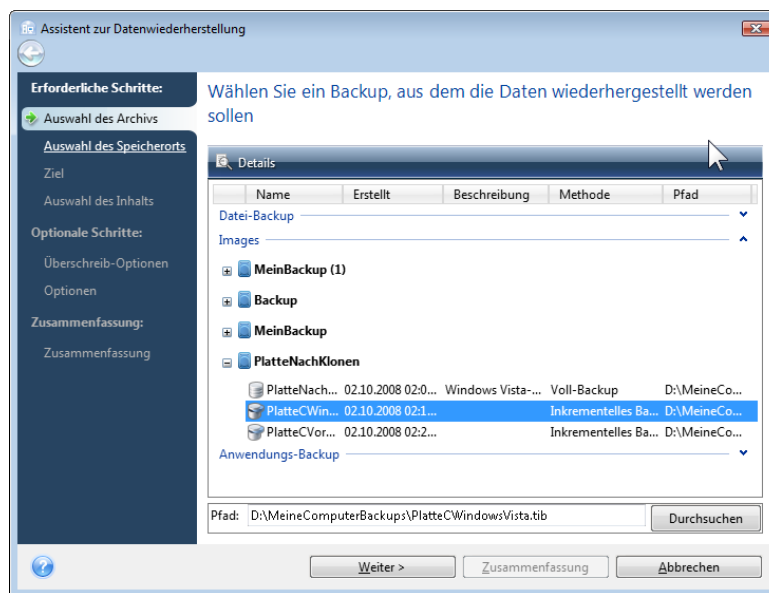 Assistent zur Datenwiederherstellung
Erforderliche Schritte:
Auswahl des Archivs
Auswahl des Speicherorts
Ziel
Auswahl des Inhalts
Optionale Schritte:
Überschreib-Optionen
Optionen
Zusammenfassung:
Zusammenfassung
Wählen Sie ein Backup, aus dem die Daten wiederhergestellt werden
sollen
Details
Name Erstellt Beschreibung Methode Pfad
Datei-Backup
Images
MeinBackup (1)
Backup
MeinBackup
PlatteNachKlonen
PlatteNach... 02.10.2008 02:0... Windows Vista-... Voll-Backup D:\MeineCo...
PlatteCWin... 02.10.2008 02:1... Inkrementelles Ba... D:\MeineCo...
PlatteCVor... 02.10.2008 02:2... Inkrementelles Ba... D:\MeineCo...
Anwendungs-Backup
Pfad: D:\MeineComputerBackups\PlatteCWindowsVista.tib Durchsuchen
Weiter > Zusammenfassung Abbrechen